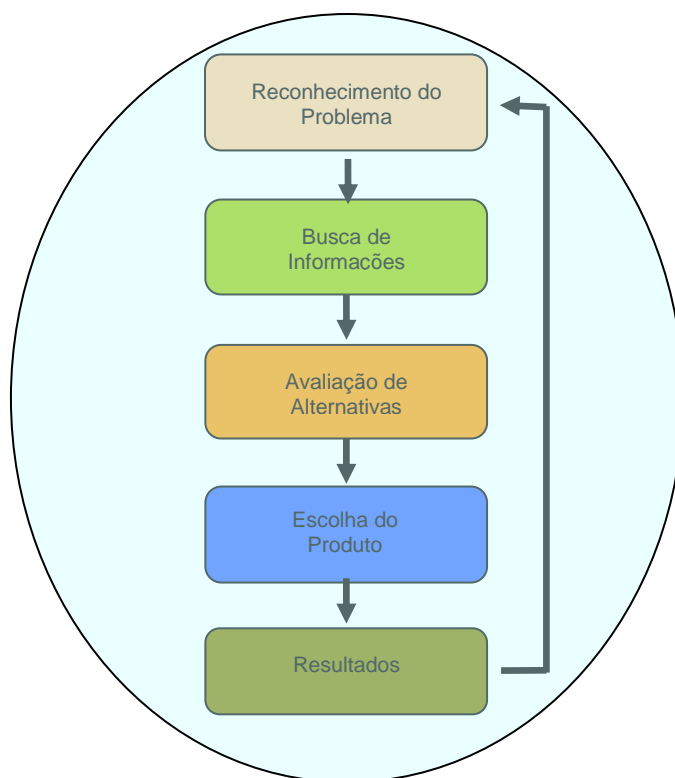 Reconhecimento do
Problema
Busca de
Informações
Avaliação de
Alternativas
Escolha do
Produto
Resultados